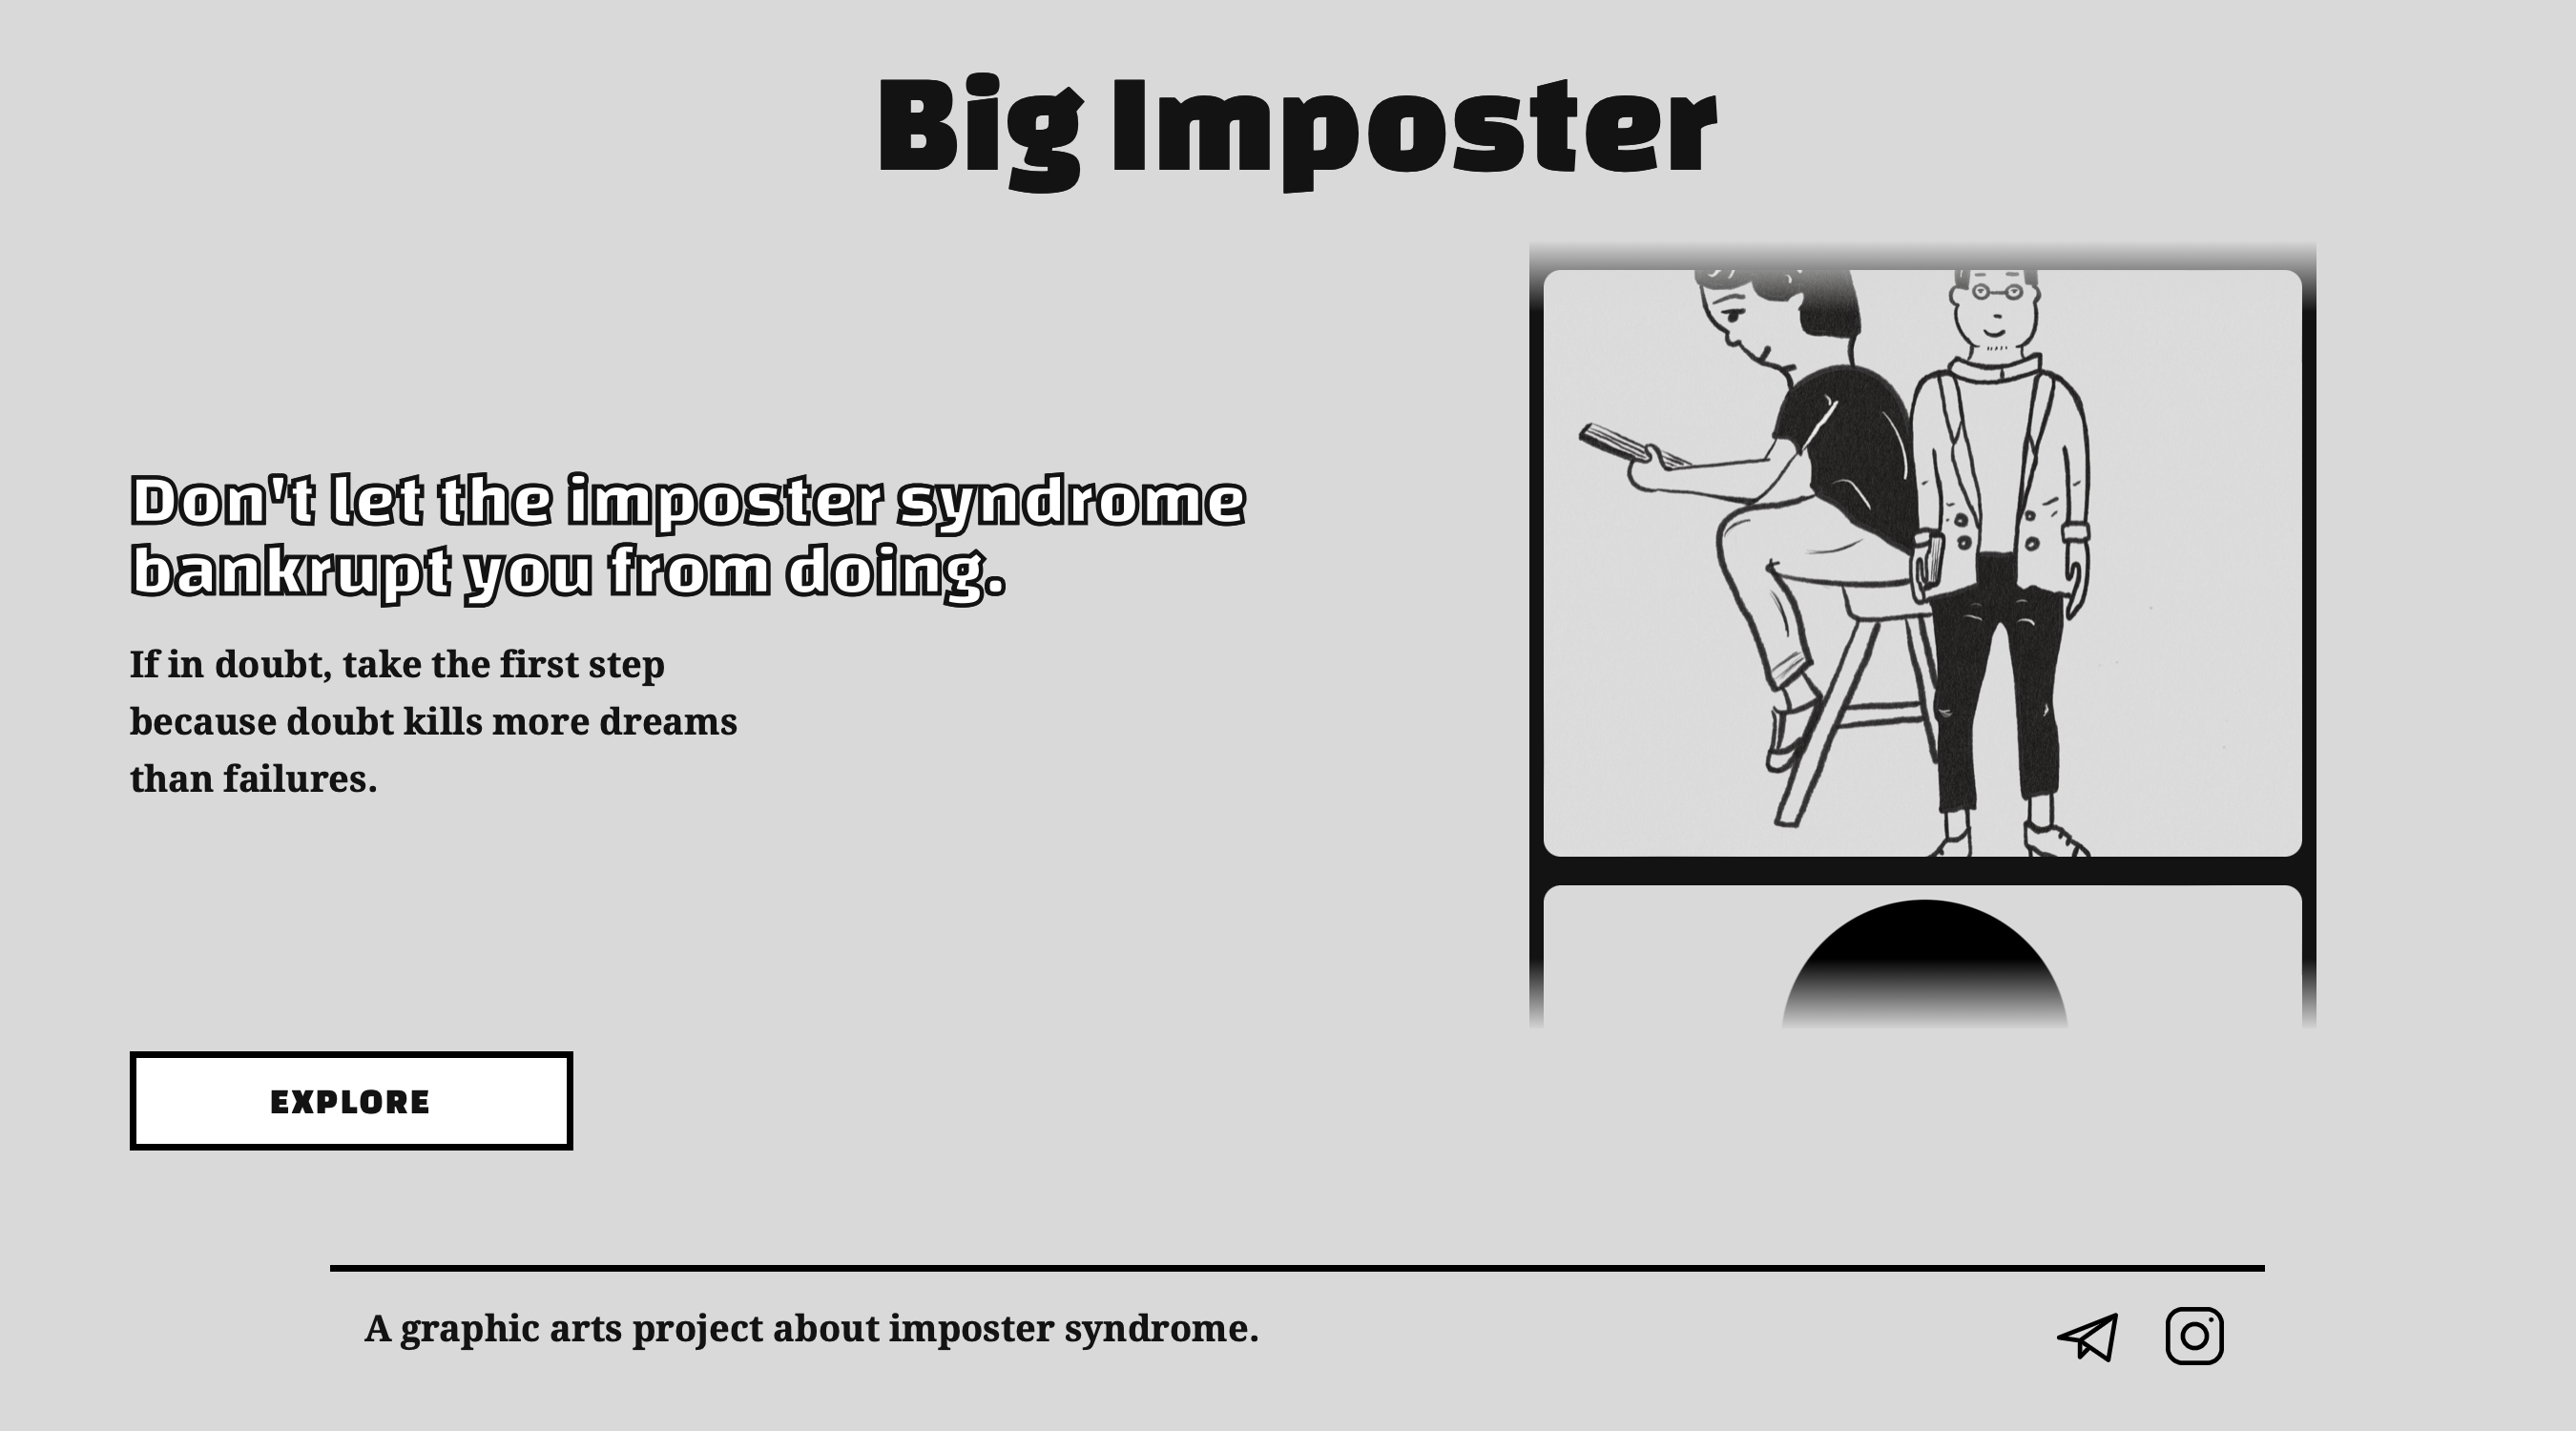 Big Imposter
Don't let the imposter syndrome
bankrupt you from doing.
If in doubt, take the first step
because doubt kills more dreams
than failures.
EXPLORE
A graphic arts project about imposter syndrome.